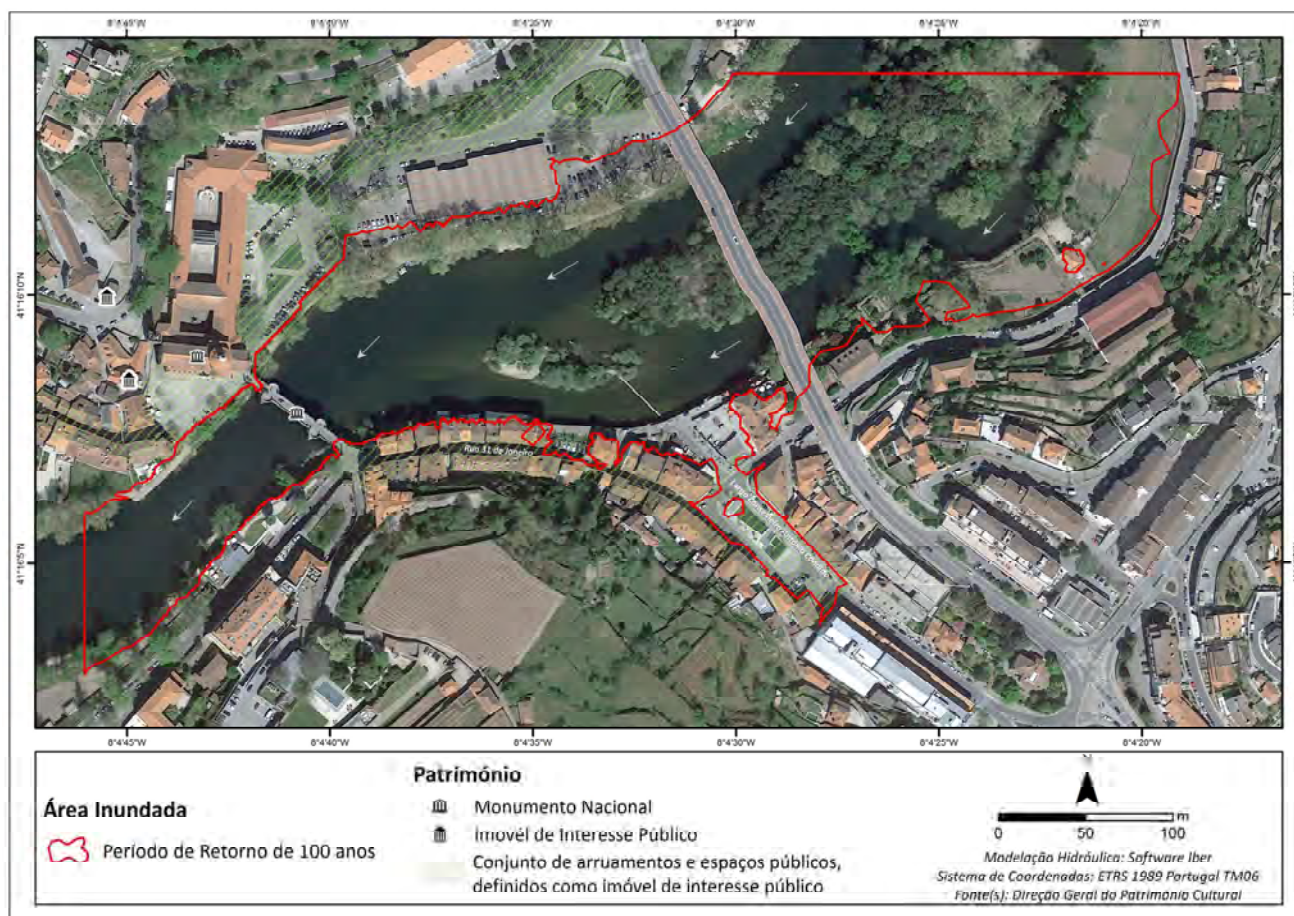 8°4'45"W 8°4'40"W 8°4'35"W 8°4'30"W 8°4'25"W 8°4'20"W
41°16'10"N
41°16'5"N
Rua 31 de Janeiro
8°4'45"W 8°4'40"W 8°4'35"W 8°4'30"W 8°4'25"W 8°4'20"W
Área Inundada
Período de Retorno de 100 anos
Património
Monumento Nacional
Imovél de Interesse Público
Conjunto de arruamentos e espaços públicos,
definidos como imóvel de interesse público
0 50 100 m
Modelação Hidráulica: Software Iber
Sistema de Coordenadas: ETRS 1989 Portugal TM06
Fonte(s): Direção Geral do Património Cultural